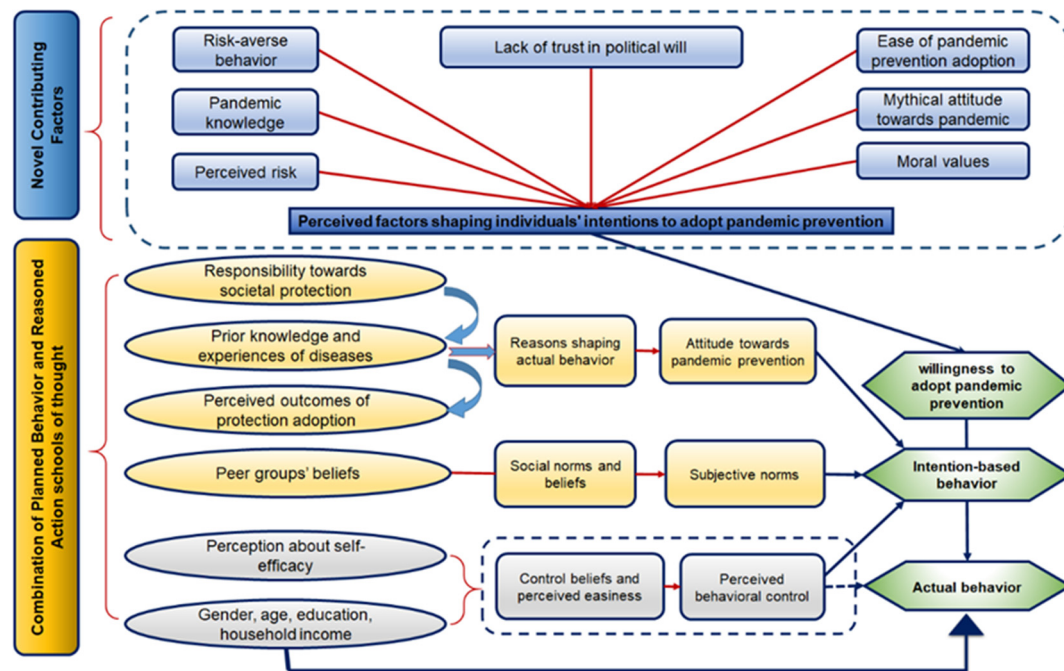 Novel Contributing
Factors
Risk-averse
behavior
Lack of trust in political will
Ease of pandemic
prevention adoption
Pandemic
knowledge
Mythical attitude
towards pandemic
Perceived risk
Moral values
Perceived factors shaping individuals' intentions to adopt pandemic prevention
Combination of Planned Behavior and Reasoned
Action schools of thought
Responsibility towards
societal protection
Prior knowledge and
experiences of diseases
Reasons shaping
actual behavior
Attitude towards
pandemic prevention
willingness to
adopt pandemic
prevention
Perceived outcomes of
protection adoption
Peer groups' beliefs
Social norms and
beliefs
Subjective norms
Intention-based
behavior
Perception about self-
efficacy
Control beliefs and
perceived easiness
Perceived
behavioral control
Actual behavior
Gender, age, education,
household income